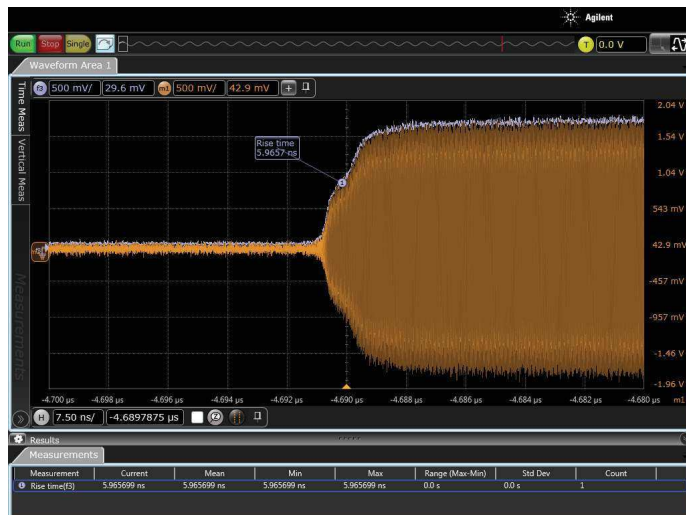 Agilent
Run Stop Single T 0.0 V
Waveform Area 1
f3 500 mV/ 29.6 mV m1 500 mV/ 42.9 mV +
Time Meas
Vertical Meas
Measurements
Rise time
5.9657 ns
2.04 V
1.54 V
1.04 V
543 mV
42.9 mV
-457 mV
-957 mV
-1.46 V
-1.96 V
-4.700 µs -4.698 µs -4.696 µs -4.694 µs -4.692 µs -4.690 µs -4.688 µs -4.686 µs -4.684 µs -4.682 µs -4.680 µs m1
H 7.50 ns/ -4.6897875 µs
Results
Measurements
Measurement Current Mean Min Max Range (Max-Min) Std Dev Count
Rise time(f3) 5.965699 ns 5.965699 ns 5.965699 ns 5.965699 ns 0.0 s 0.0 s 1